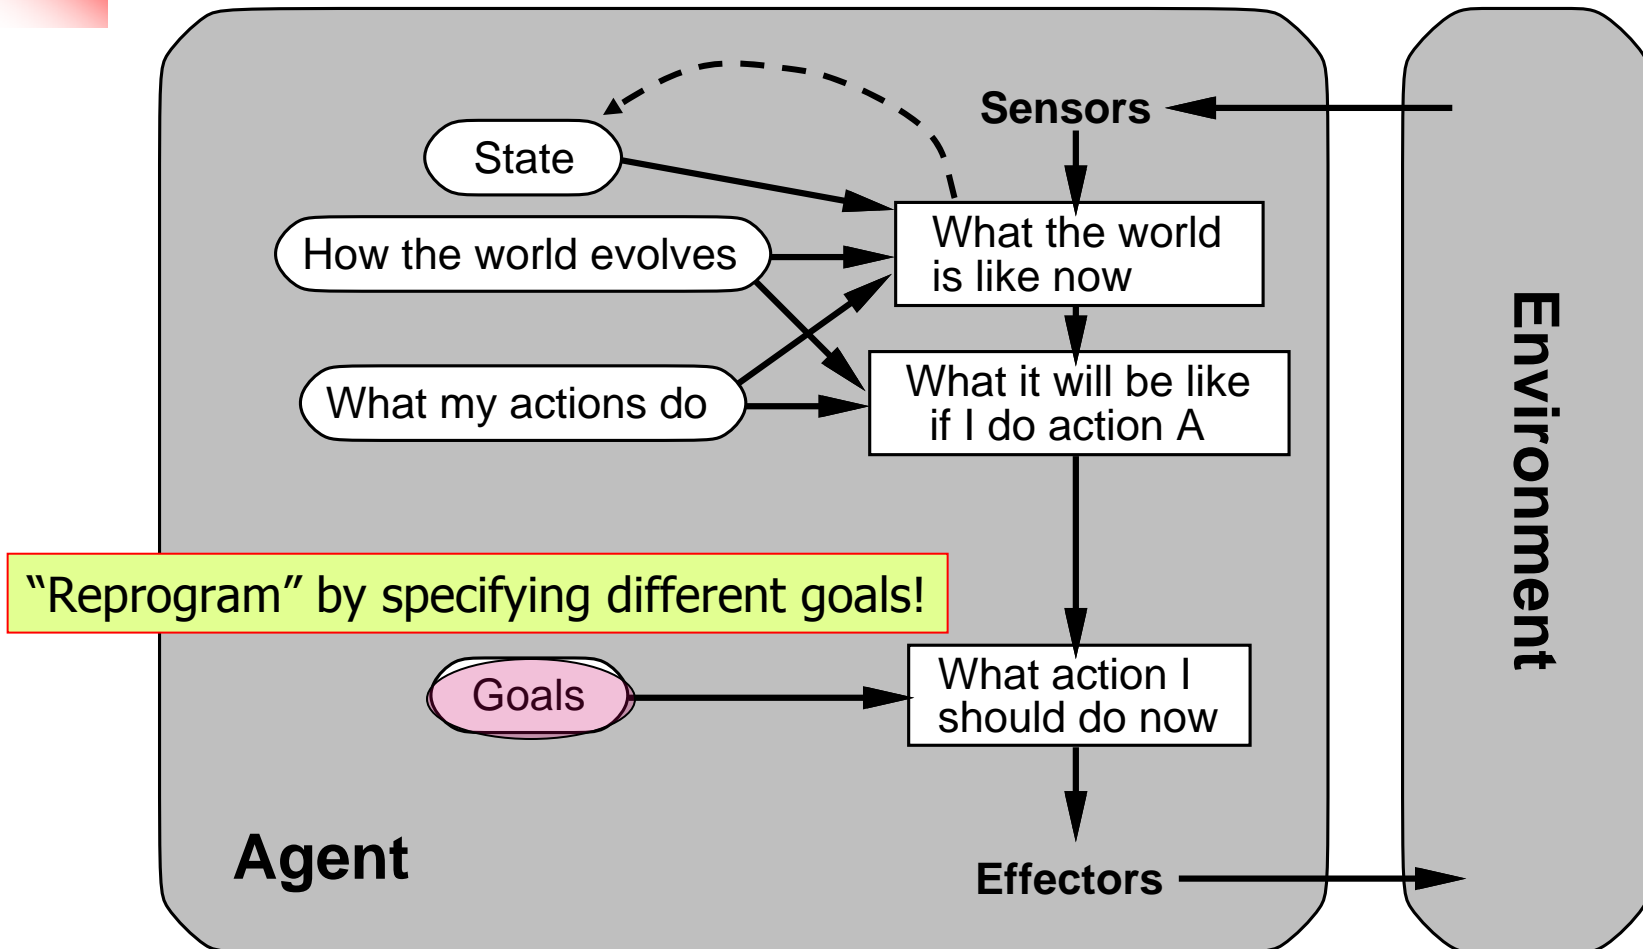 Sensors
State
What the world
is like now
How the world evolves
What it will be like
if I do action A
What my actions do
Environment
“Reprogram” by specifying different goals!
Goals
What action I
should do now
Agent
Effectors